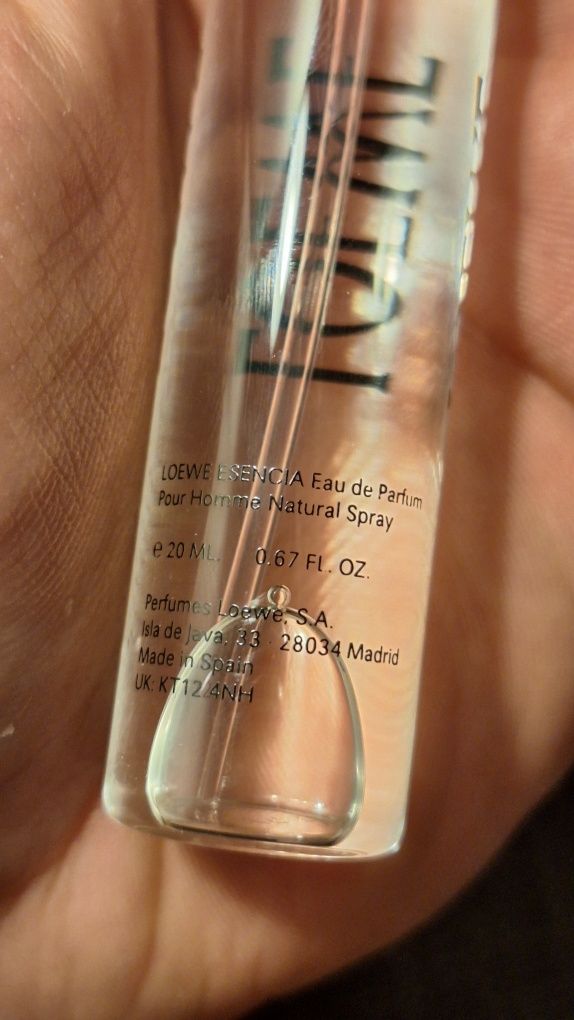 LOEWE
LOEWE ESENCIA Eau de Parfum
Pour Homme Natural Spray
℮ 20 ML. 0.67 FL. OZ.
Perfumes Loewe, S.A.
Isla de Java, 33 · 28034 Madrid
Made in Spain
UK: KT12 4NH